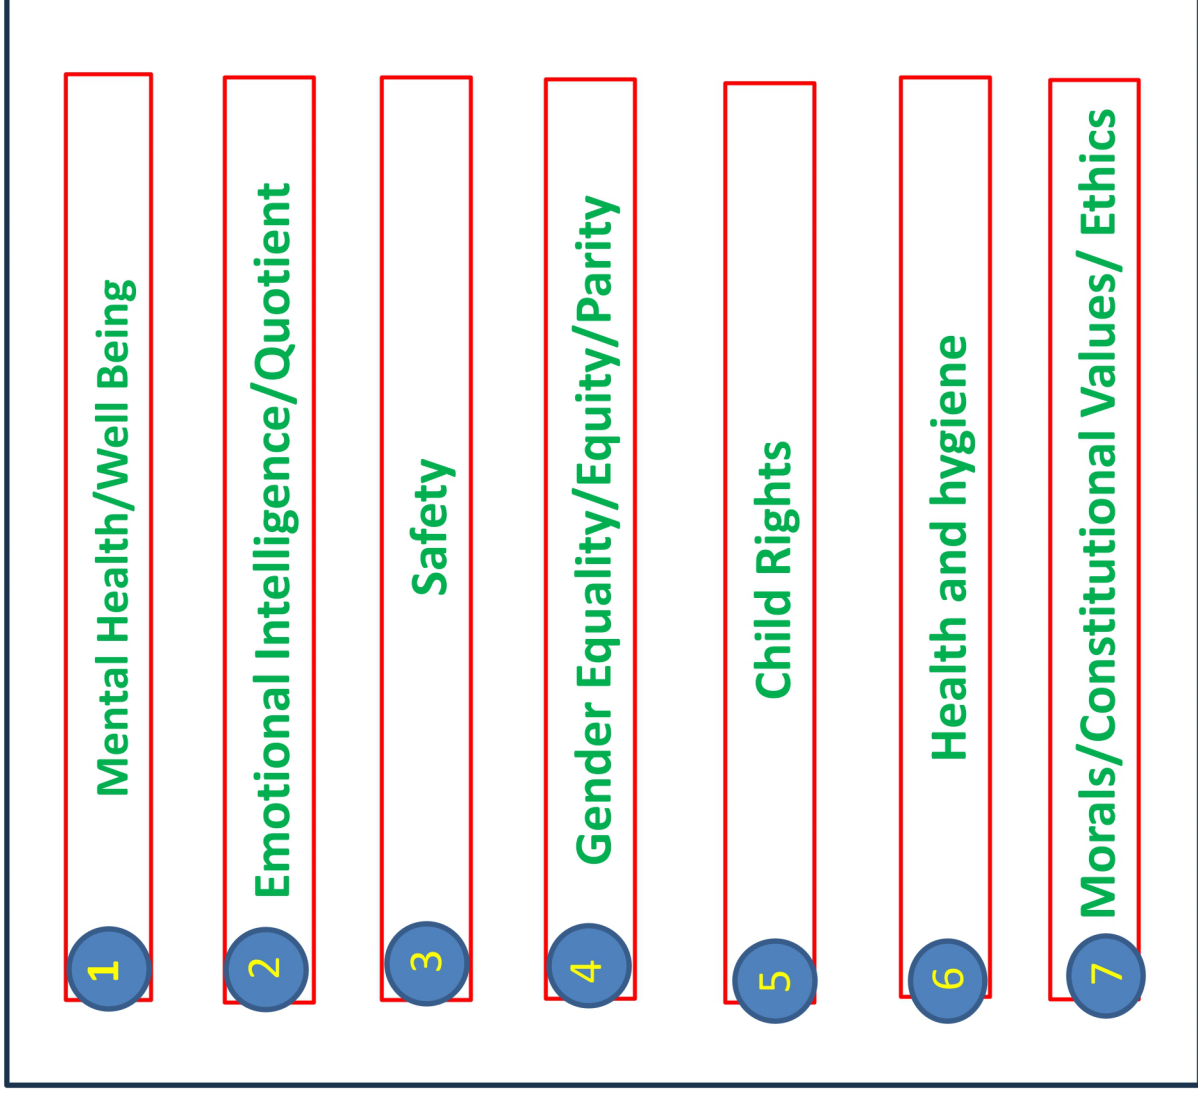 1 Mental Health/Well Being
2 Emotional Intelligence/Quotient
3 Safety
4 Gender Equality/Equity/Parity
5 Child Rights
6 Health and hygiene
7 Morals/Constitutional Values/ Ethics